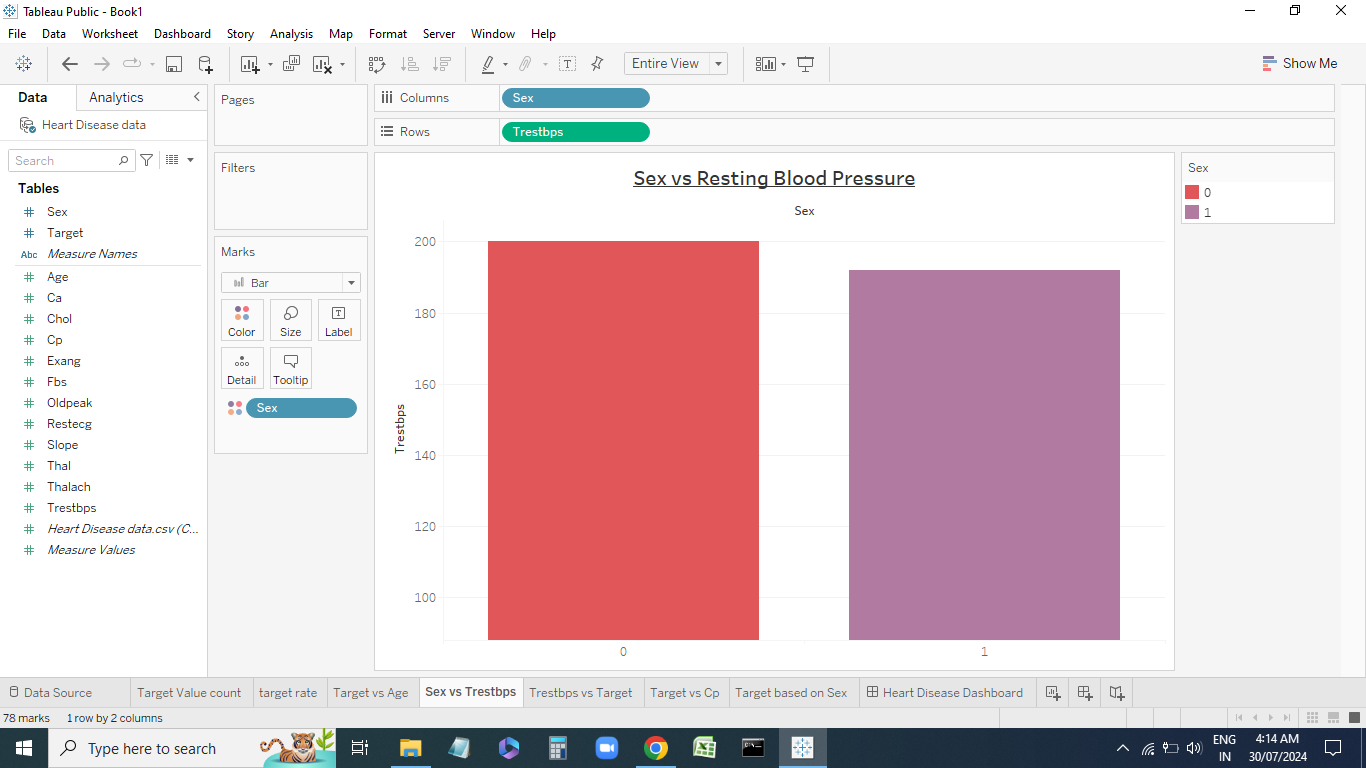 Tableau Public - Book1
File Data Worksheet Dashboard Story Analysis Map Format Server Window Help
Entire View
Show Me
Data Analytics
Heart Disease data
Search
Tables
Sex
Target
Abc Measure Names
Age
Ca
Chol
Cp
Exang
Fbs
Oldpeak
Restecg
Slope
Thal
Thalach
Trestbps
Heart Disease data.csv (C...
Measure Values
Pages
Filters
Marks
Bar
Color Size Label
Detail Tooltip
Sex
Columns Sex
Rows Trestbps
Sex vs Resting Blood Pressure
Sex
200
180
160
140
120
100
Trestbps
0 1
Sex
0
1
Data Source Target Value count target rate Target vs Age Sex vs Trestbps Trestbps vs Target Target vs Cp Target based on Sex Heart Disease Dashboard
78 marks 1 row by 2 columns
Type here to search
ENG
IN
4:14 AM
30/07/2024